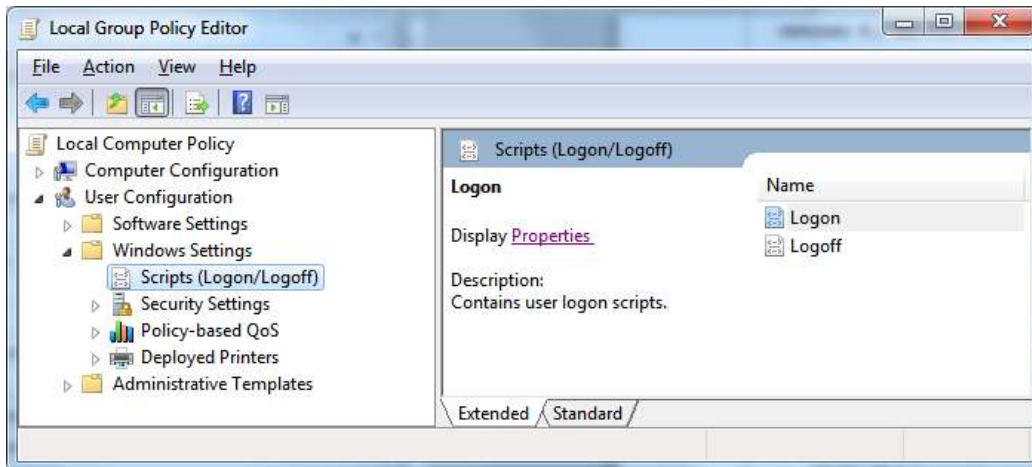 Local Group Policy Editor
File Action View Help
Local Computer Policy
Computer Configuration
User Configuration
Software Settings
Windows Settings
Scripts (Logon/Logoff)
Security Settings
Policy-based QoS
Deployed Printers
Administrative Templates
Scripts (Logon/Logoff)
Logon
Display Properties
Description:
Contains user logon scripts.
Name
Logon
Logoff
Extended Standard